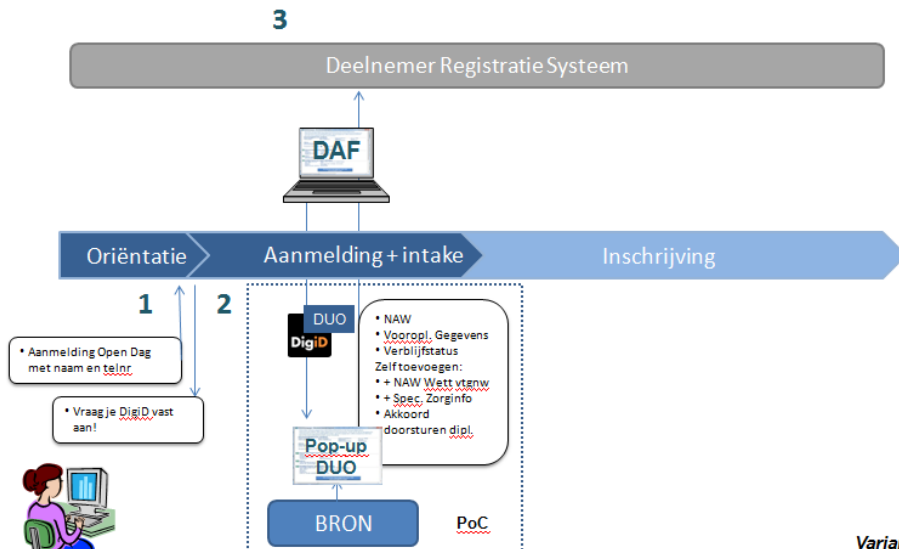 3
Deelnemer Registratie Systeem
DAF
Oriëntatie
Aanmelding + intake
Inschrijving
1
2
• Aanmelding Open Dag
met naam en telnr
• Vraag je DigiD vast
aan!
DUO
DigiD
• NAW
• Vooropl. Gegevens
• Verblijfstatus
Zelf toevoegen:
• + NAW Wett vtgnw
• + Spec. Zorginfo
• Akkoord
doorsturen dipl.
Pop-up
DUO
BRON
PoC
Varia